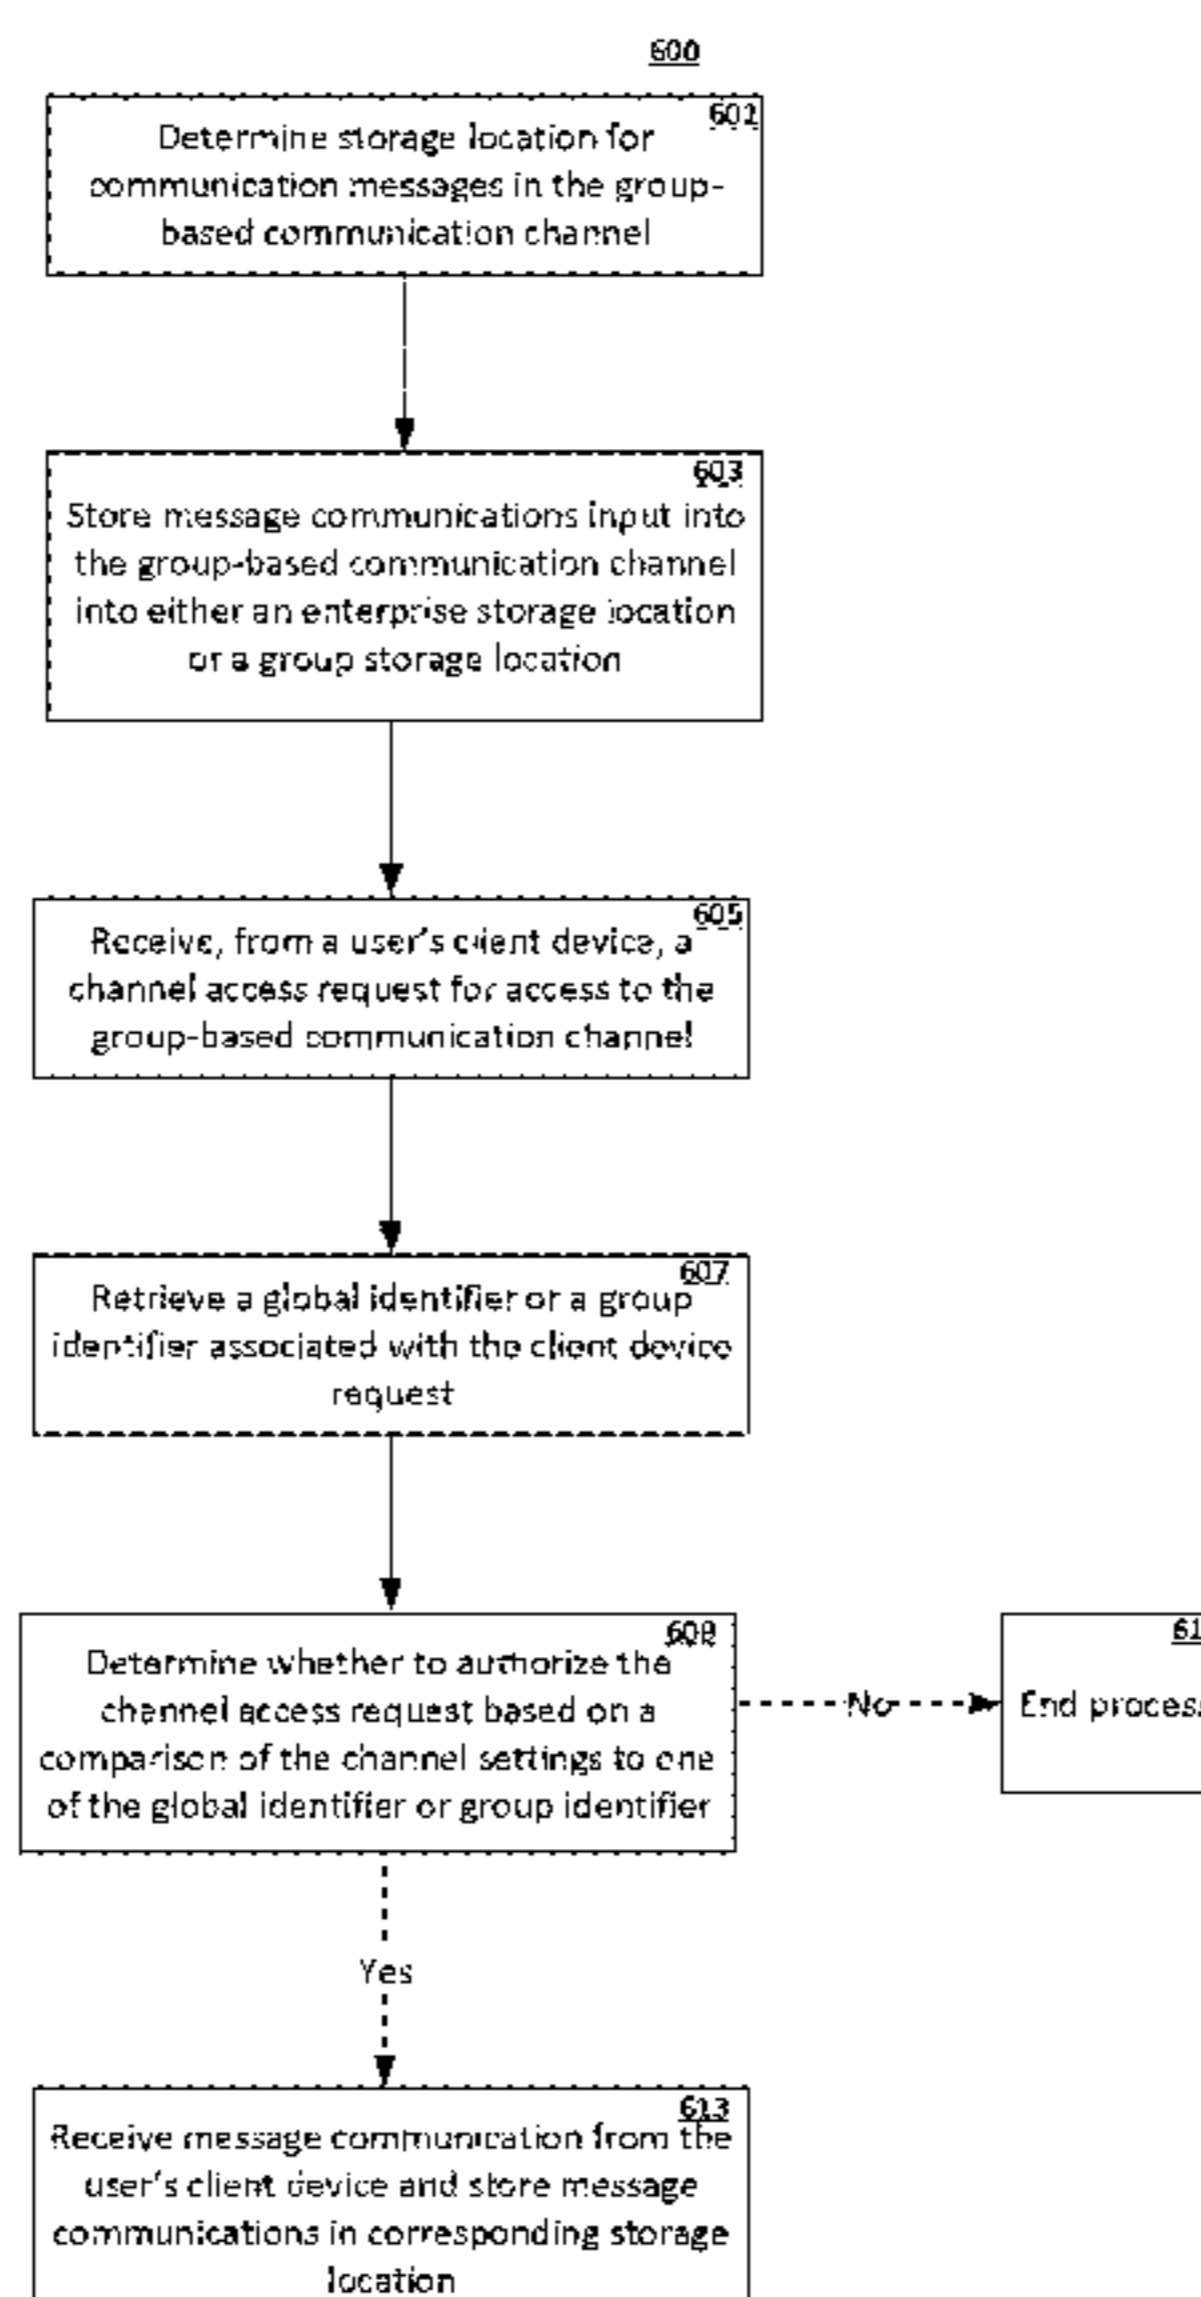 600
601
Determine storage location for
communication messages in the group-
based communication channel
603
Store message communications input into
the group-based communication channel
into either an enterprise storage location
or a group storage location
605
Receive, from a user's client device, a
channel access request for access to the
group-based communication channel
607
Retrieve a global identifier or a group
identifier associated with the client device
request
609
Determine whether to authorize the
channel access request based on a
comparison of the channel settings to one
of the global identifier or group identifier
No
61
End process
Yes
613
Receive message communication from the
user's client device and store message
communications in corresponding storage
location